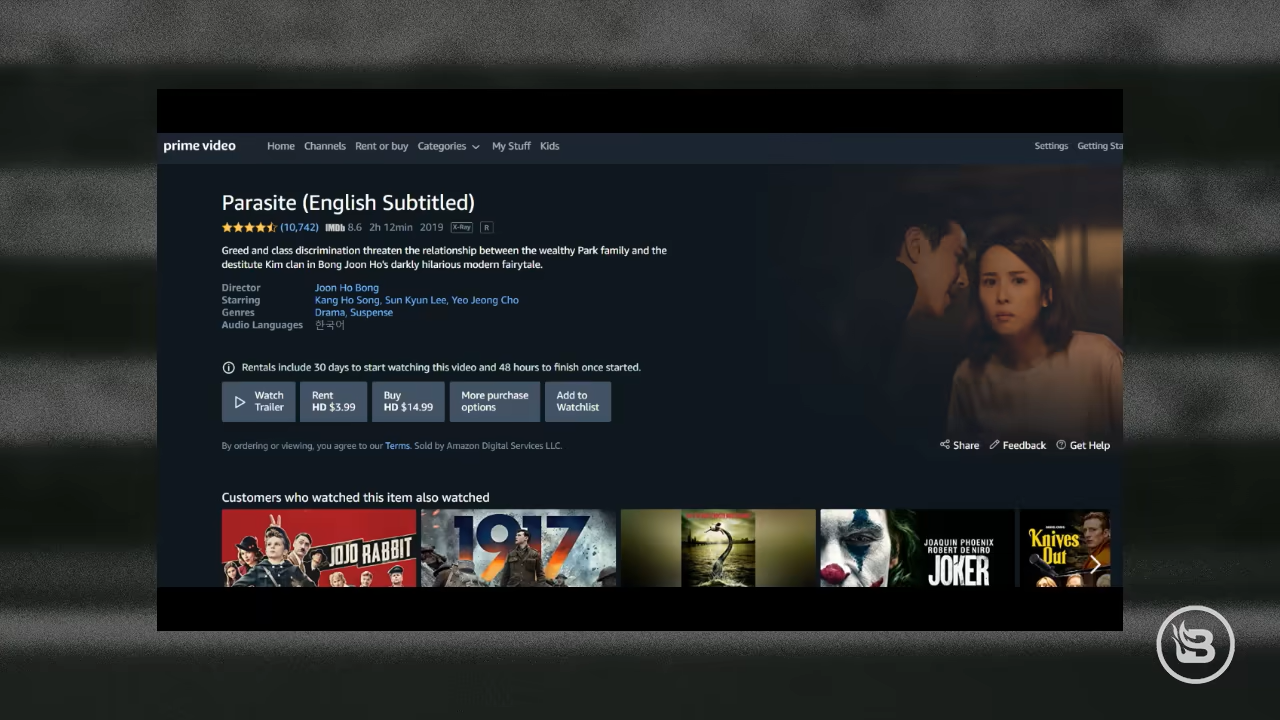 prime video Home Channels Rent or buy Categories My Stuff Kids Settings Getting Sta
Parasite (English Subtitled)
(10,742) IMDb 8.6 2h 12min 2019 X-Ray R
Greed and class discrimination threaten the relationship between the wealthy Park family and the
destitute Kim clan in Bong Joon Ho's darkly hilarious modern fairytale.
Director Joon Ho Bong
Starring Kang Ho Song, Sun Kyun Lee, Yeo Jeong Cho
Genres Drama, Suspense
Audio Languages 한국어
Rentals include 30 days to start watching this video and 48 hours to finish once started.
Watch
Trailer
Rent
HD $3.99
Buy
HD $14.99
More purchase
options
Add to
Watchlist
By ordering or viewing, you agree to our Terms. Sold by Amazon Digital Services LLC.
Share Feedback Get Help
Customers who watched this item also watched
JOJO RABBIT
1917
JOAQUIN PHOENIX
ROBERT DE NIRO
JOKER
Knives
Out
B